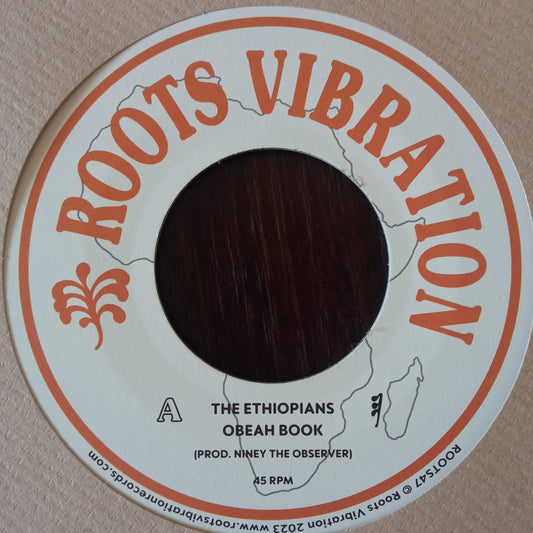 ROOTS VIBRATION
A
THE ETHIOPIANS
OBEAH BOOK
(PROD. NINEY THE OBSERVER)
45 RPM
ROOTS47 © Roots Vibration 2023 www.rootsvibrationrecords.com